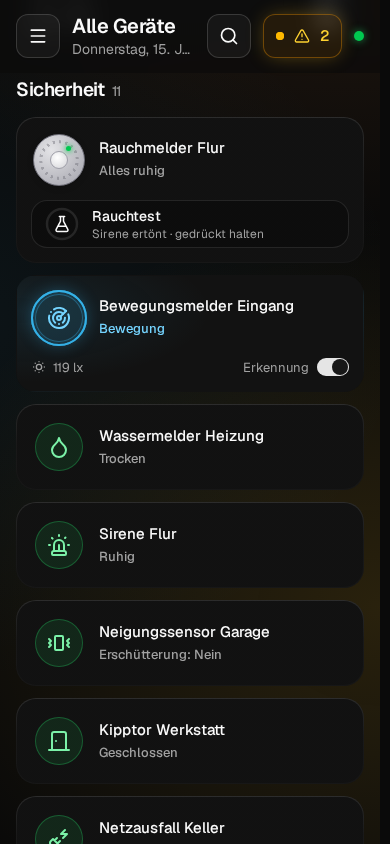 Alle Geräte
Donnerstag, 15. J...
2
Sicherheit 11
Rauchmelder Flur
Alles ruhig
Rauchtest
Sirene ertönt · gedrückt halten
Bewegungsmelder Eingang
Bewegung
119 lx
Erkennung
Wassermelder Heizung
Trocken
Sirene Flur
Ruhig
Neigungssensor Garage
Erschütterung: Nein
Kipptor Werkstatt
Geschlossen
Netzausfall Keller